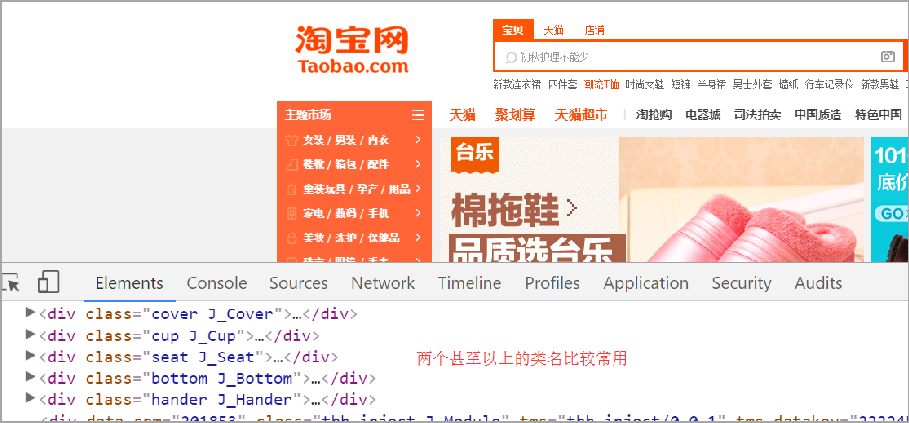 淘宝网
Taobao.com
宝贝 天猫 店铺
初秋护理不能少
新款连衣裙 四件套 潮流T恤 时尚女鞋 短裤 半身裙 男士外套 墙纸 行车记录仪 新款男鞋
主题市场
天猫 聚划算 天猫超市 | 淘抢购 电器城 司法拍卖 中国质造 特色中国
女装 / 男装 / 内衣
鞋靴 / 箱包 / 配件
童装玩具 / 孕产 / 用品
家电 / 数码 / 手机
美妆 / 洗护 / 保健品
台乐
棉拖鞋
品质选台乐
101
底价
GO
Elements Console Sources Network Timeline Profiles Application Security Audits
<div class="cover J_Cover">…</div>
<div class="cup J_Cup">…</div>
<div class="seat J_Seat">…</div>
两个甚至以上的类名比较常用
<div class="bottom J_Bottom">…</div>
<div class="hander J_Hander">…</div>